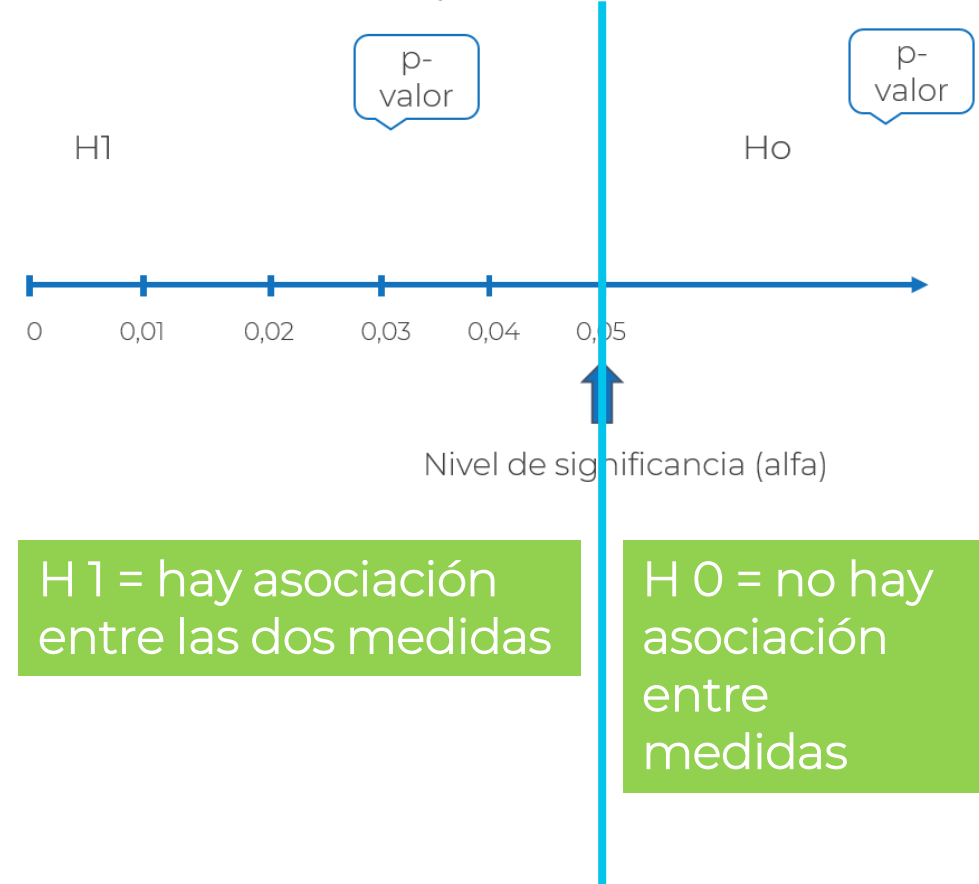 p-
valor
p-
valor
H1
Ho
0
0,01
0,02
0,03
0,04
0,05
Nivel de significancia (alfa)
H 1 = hay asociación
entre las dos medidas
H 0 = no hay
asociación
entre
medidas